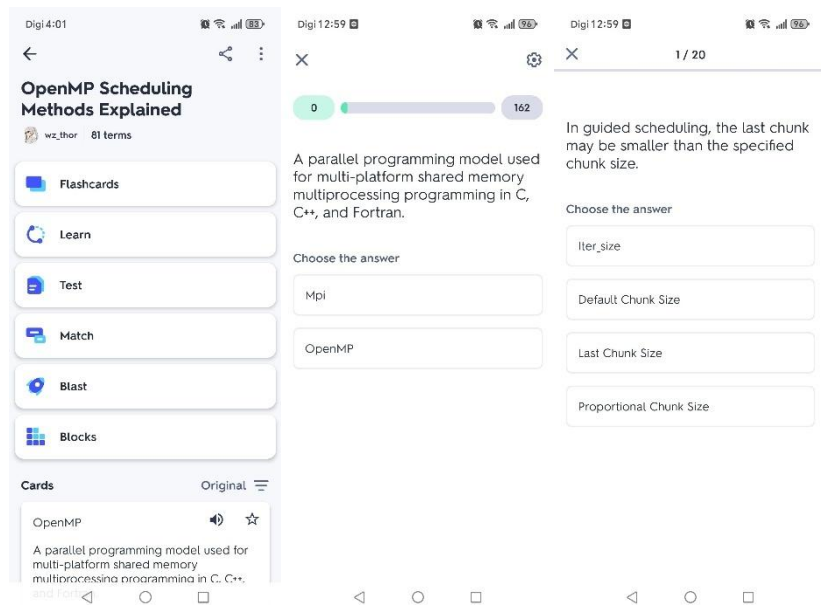 Digi 4:01
83
OpenMP Scheduling
Methods Explained
wz_thor 81 terms
Flashcards
Learn
Test
Match
Blast
Blocks
Cards
Original
OpenMP
A parallel programming model used for
multi-platform shared memory
multiprocessing programming in C, C++,
and Fortran.
Digi 12:59
96
0
162
A parallel programming model used
for multi-platform shared memory
multiprocessing programming in C,
C++, and Fortran.
Choose the answer
Mpi
OpenMP
Digi 12:59
96
1 / 20
In guided scheduling, the last chunk
may be smaller than the specified
chunk size.
Choose the answer
Iter_size
Default Chunk Size
Last Chunk Size
Proportional Chunk Size